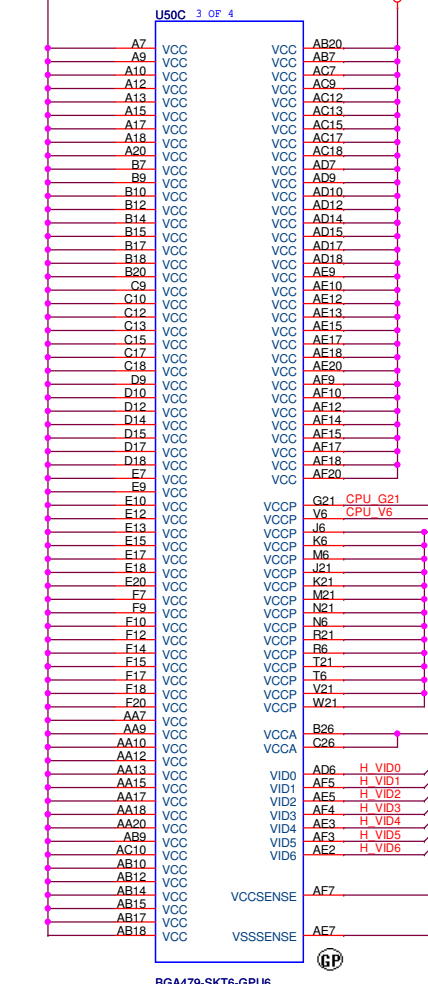 U50C 3 OF 4
A7 VCC VCC AB20
A9 VCC VCC AB7
A10 VCC VCC AC7
A12 VCC VCC AC9
A13 VCC VCC AC12
A15 VCC VCC AC13
A17 VCC VCC AC15
A18 VCC VCC AC17
A20 VCC VCC AC18
B7 VCC VCC AD7
B9 VCC VCC AD9
B10 VCC VCC AD10
B12 VCC VCC AD12
B14 VCC VCC AD14
B15 VCC VCC AD15
B17 VCC VCC AD17
B18 VCC VCC AD18
B20 VCC VCC AE9
C9 VCC VCC AE10
C10 VCC VCC AE12
C12 VCC VCC AE13
C13 VCC VCC AE15
C15 VCC VCC AE17
C17 VCC VCC AE18
C18 VCC VCC AE20
D9 VCC VCC AF9
D10 VCC VCC AF10
D12 VCC VCC AF12
D14 VCC VCC AF14
D15 VCC VCC AF15
D17 VCC VCC AF17
D18 VCC VCC AF18
E7 VCC VCC AF20
E9 VCC
E10 VCC VCCP G21 CPU_G21
E12 VCC VCCP V6 CPU_V6
E13 VCC VCCP J6
E15 VCC VCCP K6
E17 VCC VCCP M6
E18 VCC VCCP J21
E20 VCC VCCP K21
F7 VCC VCCP M21
F9 VCC VCCP N21
F10 VCC VCCP N6
F12 VCC VCCP R21
F14 VCC VCCP R6
F15 VCC VCCP T21
F17 VCC VCCP T6
F18 VCC VCCP V21
F20 VCC VCCP W21
AA7 VCC
AA9 VCC VCCA B26
AA10 VCC VCCA C26
AA12 VCC
AA13 VCC VID0 AD6 H_VID0
AA15 VCC VID1 AF5 H_VID1
AA17 VCC VID2 AE5 H_VID2
AA18 VCC VID3 AF4 H_VID3
AA20 VCC VID4 AE3 H_VID4
AB9 VCC VID5 AF3 H_VID5
AC10 VCC VID6 AE2 H_VID6
AB10 VCC
AB12 VCC
AB14 VCC VCCSENSE AF7
AB15 VCC
AB17 VCC
AB18 VCC VSSSENSE AE7
GP
BGA479-SKT6-GPU6